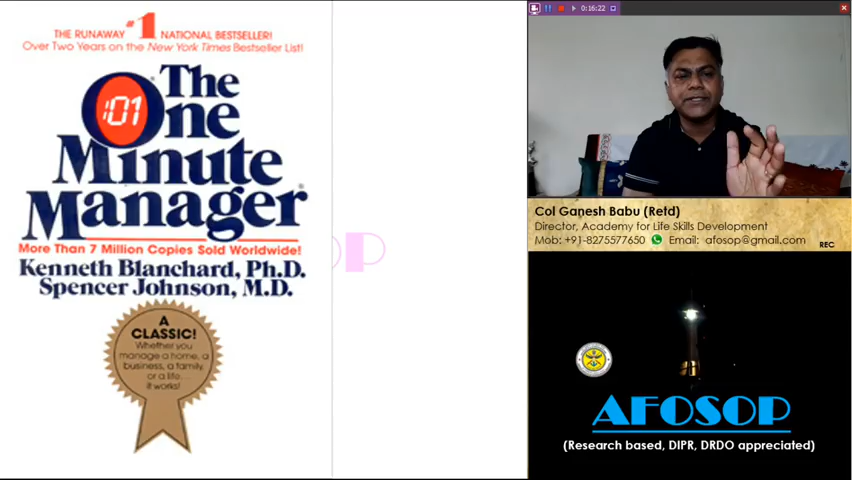 THE RUNAWAY #1 NATIONAL BESTSELLER!
Over Two Years on the New York Times Bestseller List!
The
One
:01
Minute
Manager®
More Than 7 Million Copies Sold Worldwide!
Kenneth Blanchard, Ph.D.
Spencer Johnson, M.D.
A
CLASSIC!
Whether you
manage a home, a
business, a family,
or a life...
it works!
OP
0:16:22
Col Ganesh Babu (Retd)
Director, Academy for Life Skills Development
Mob: +91-8275577650 Email: afosop@gmail.com
REC
AFOSOP
(Research based, DIPR, DRDO appreciated)